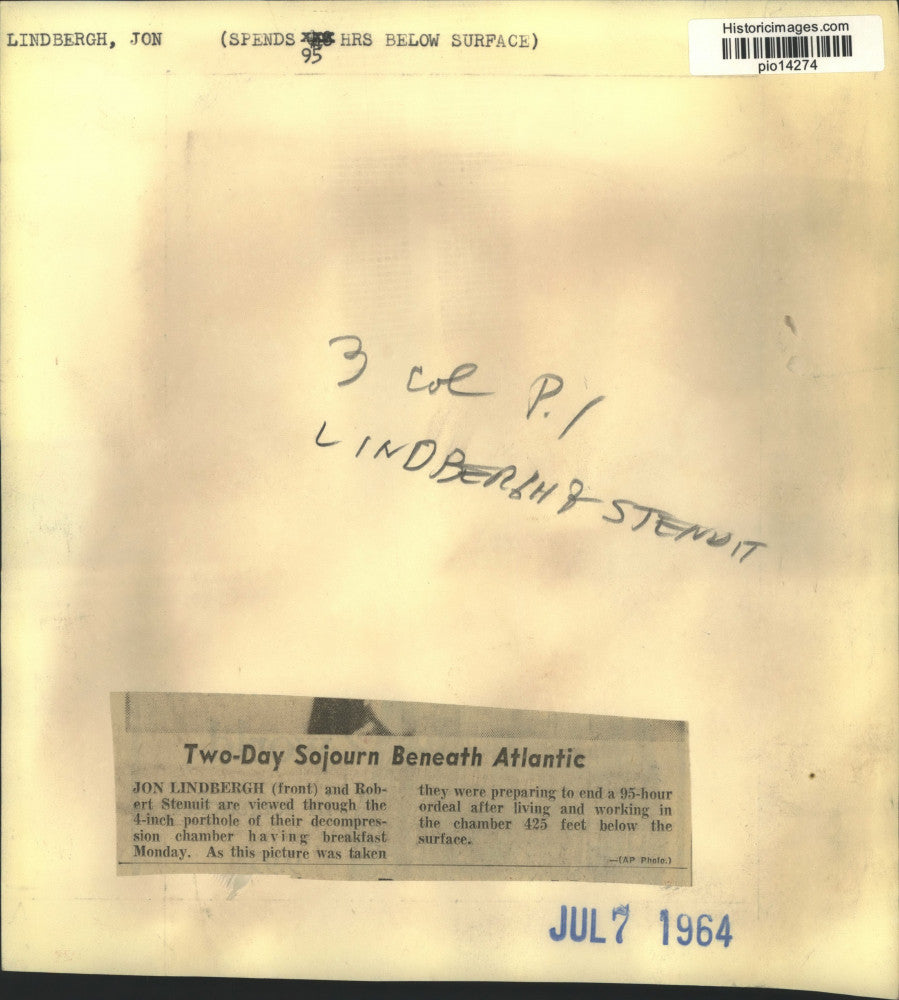 LINDBERGH, JON (SPENDS HRS BELOW SURFACE)
95
Historicimages.com
pio14274
3 col P.1
LINDBERGH & STENUIT
Two-Day Sojourn Beneath Atlantic
JON LINDBERGH (front) and Rob-
ert Stenuit are viewed through the
4-inch porthole of their decompres-
sion chamber having breakfast
Monday. As this picture was taken
they were preparing to end a 95-hour
ordeal after living and working in
the chamber 425 feet below the
surface.
—(AP Photo.)
JUL 7 1964